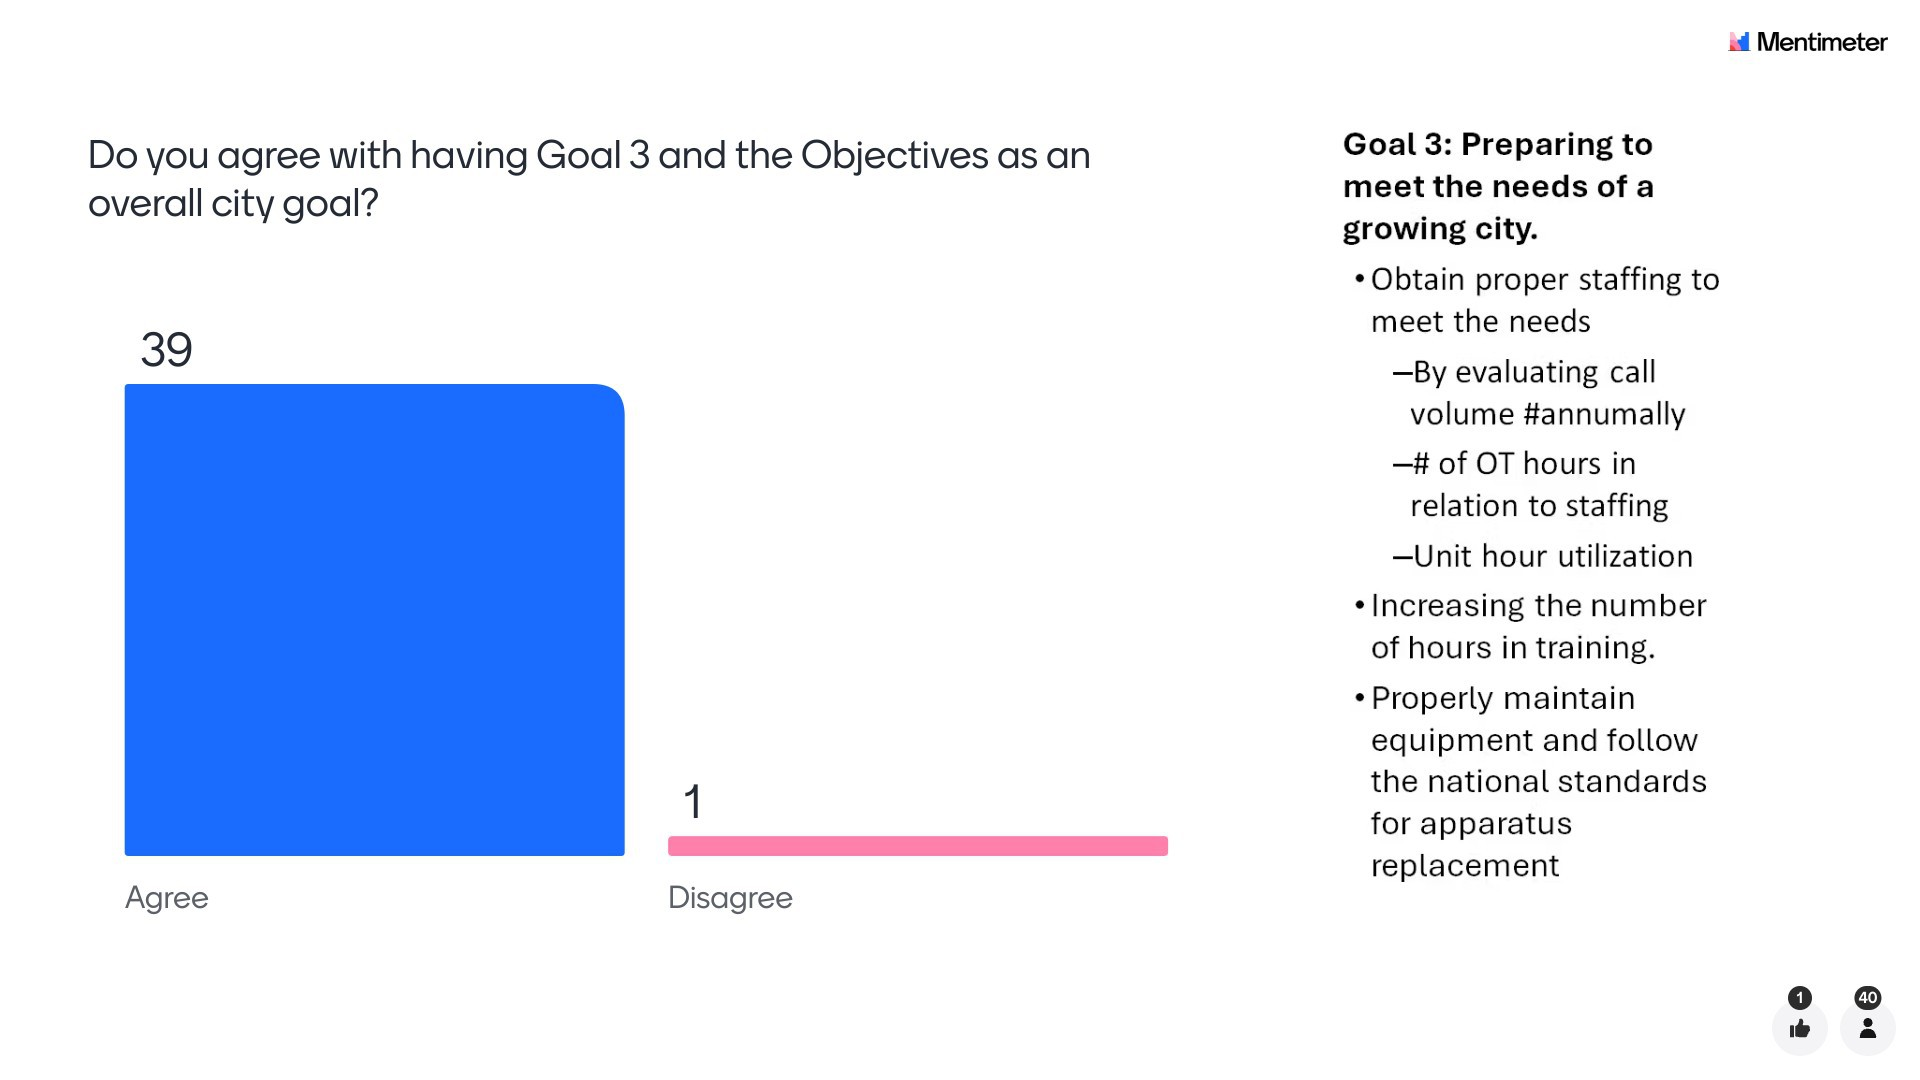 Mentimeter
Do you agree with having Goal 3 and the Objectives as an
overall city goal?
39
1
Agree
Disagree
Goal 3: Preparing to
meet the needs of a
growing city.
• Obtain proper staffing to
meet the needs
–By evaluating call
volume #annumally
–# of OT hours in
relation to staffing
–Unit hour utilization
• Increasing the number
of hours in training.
• Properly maintain
equipment and follow
the national standards
for apparatus
replacement
1
40